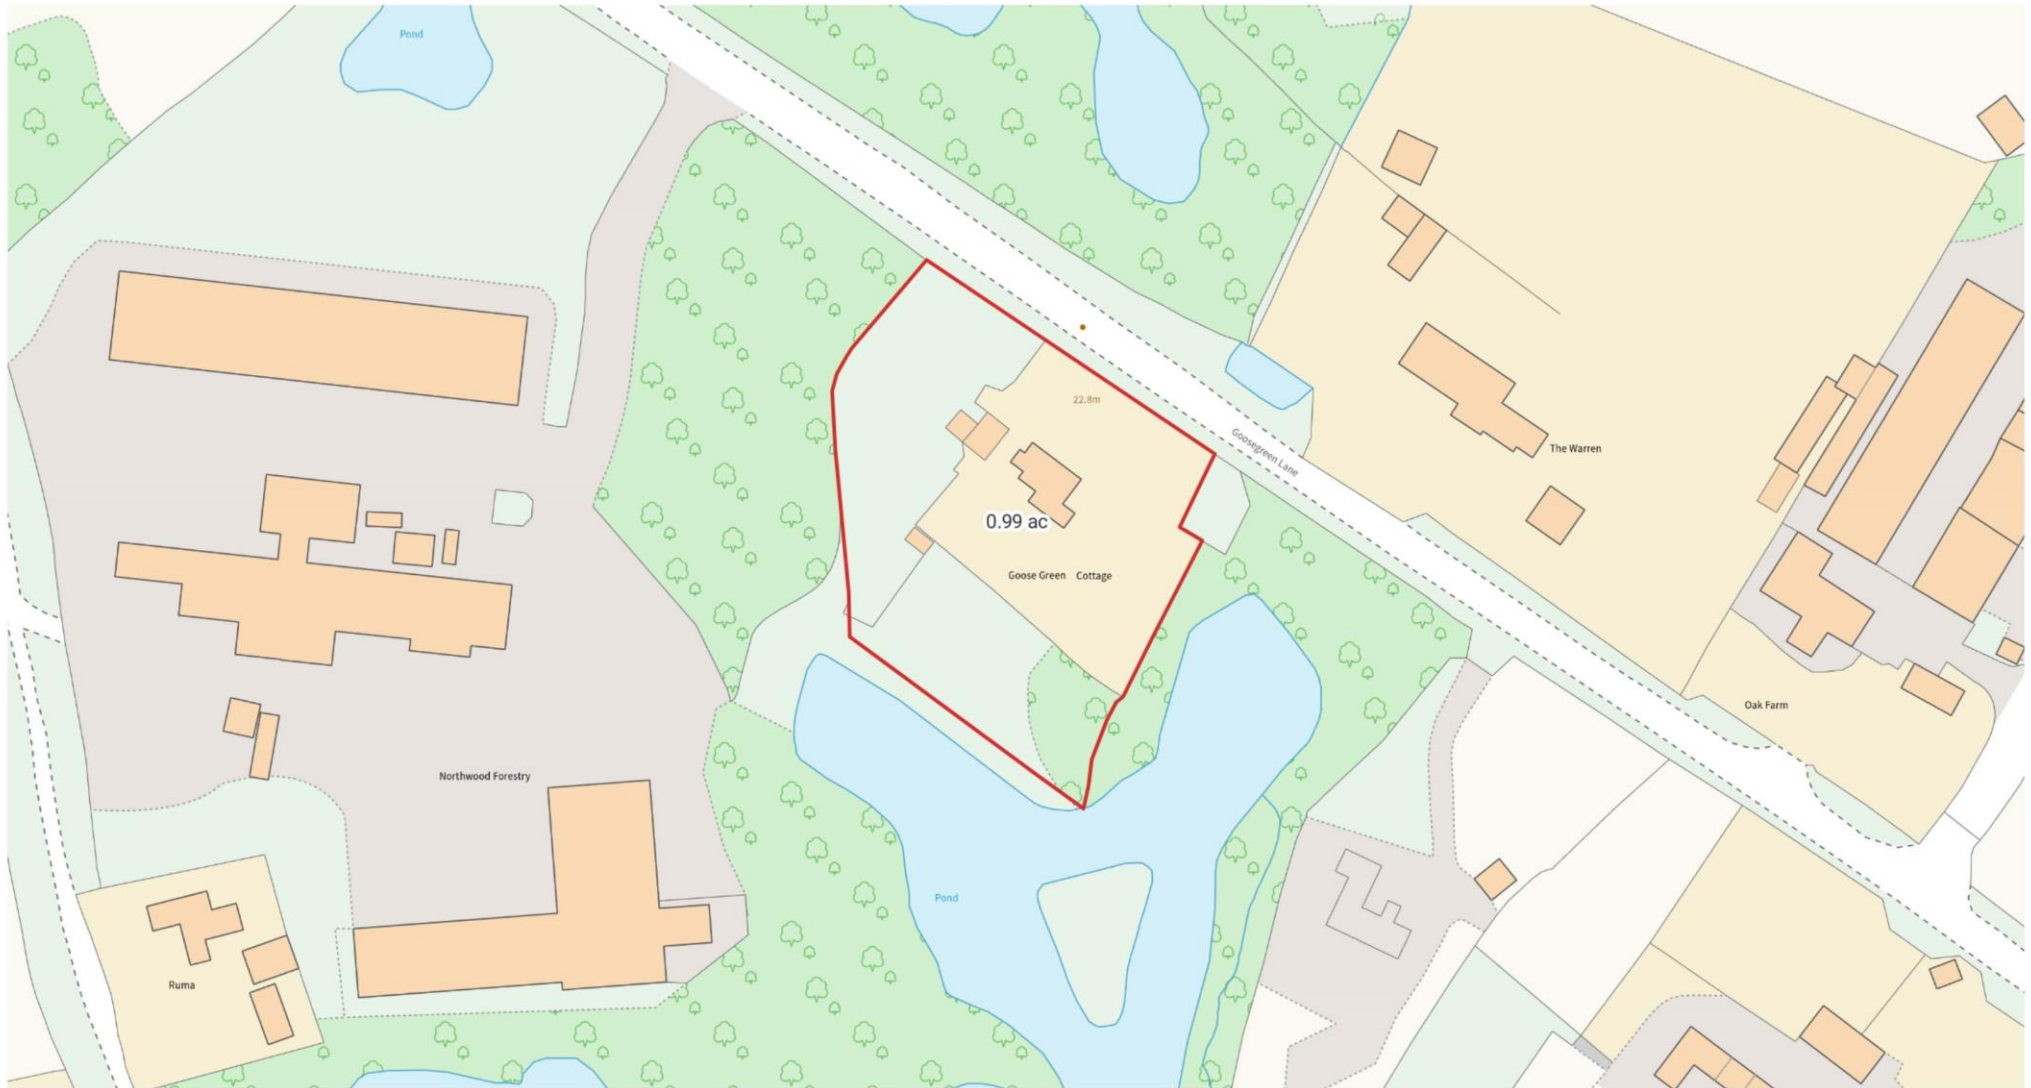 Pond
22.8m
Goosegreen Lane
The Warren
0.99 ac
Goose Green Cottage
Oak Farm
Northwood Forestry
Pond
Ruma